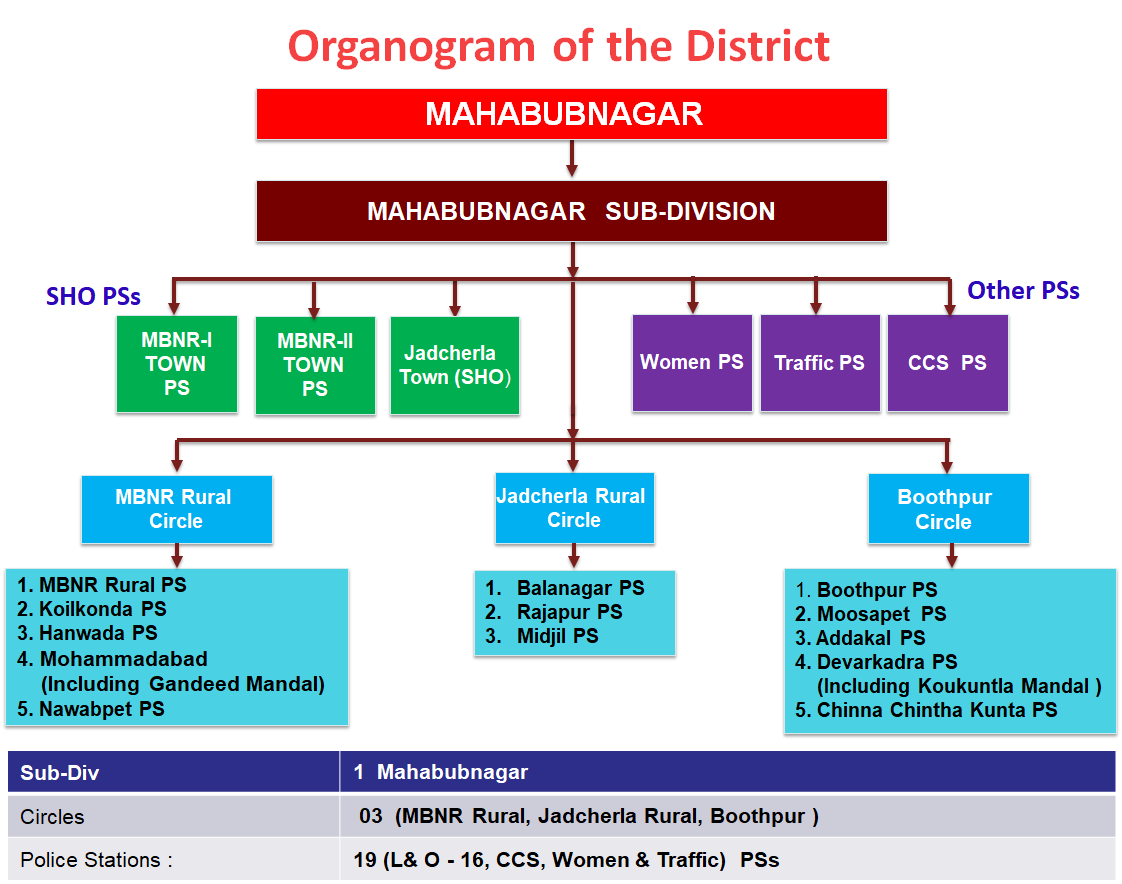 Organogram of the District
MAHABUBNAGAR
MAHABUBNAGAR SUB-DIVISION
SHO PSs
Other PSs
MBNR-I
TOWN
PS
MBNR-II
TOWN
PS
Jadcherla
Town (SHO)
Women PS
Traffic PS
CCS PS
MBNR Rural
Circle
Jadcherla Rural
Circle
Boothpur
Circle
1. MBNR Rural PS
2. Koilkonda PS
3. Hanwada PS
4. Mohammadabad
(Including Gandeed Mandal)
5. Nawabpet PS
1. Balanagar PS
2. Rajapur PS
3. Midjil PS
1. Boothpur PS
2. Moosapet PS
3. Addakal PS
4. Devarkadra PS
(Including Koukuntla Mandal )
5. Chinna Chintha Kunta PS
Sub-Div 1 Mahabubnagar
Circles 03 (MBNR Rural, Jadcherla Rural, Boothpur )
Police Stations : 19 (L& O - 16, CCS, Women & Traffic) PSs